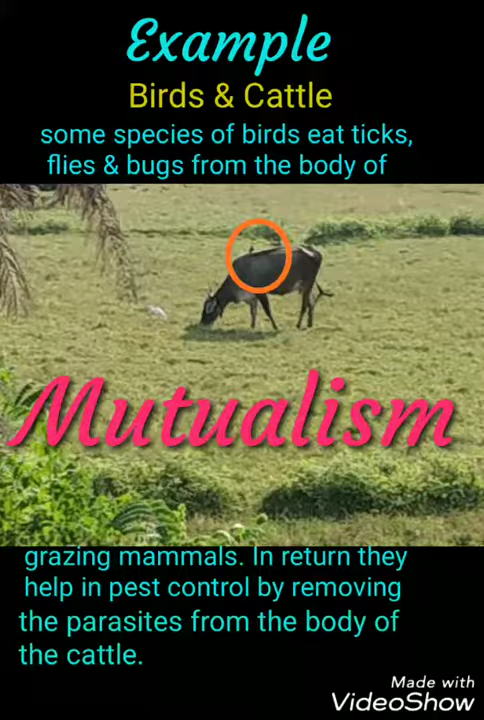 Example
Birds & Cattle
some species of birds eat ticks,
flies & bugs from the body of
Mutualism
grazing mammals. In return they
help in pest control by removing
the parasites from the body of
the cattle.
Made with
VideoShow